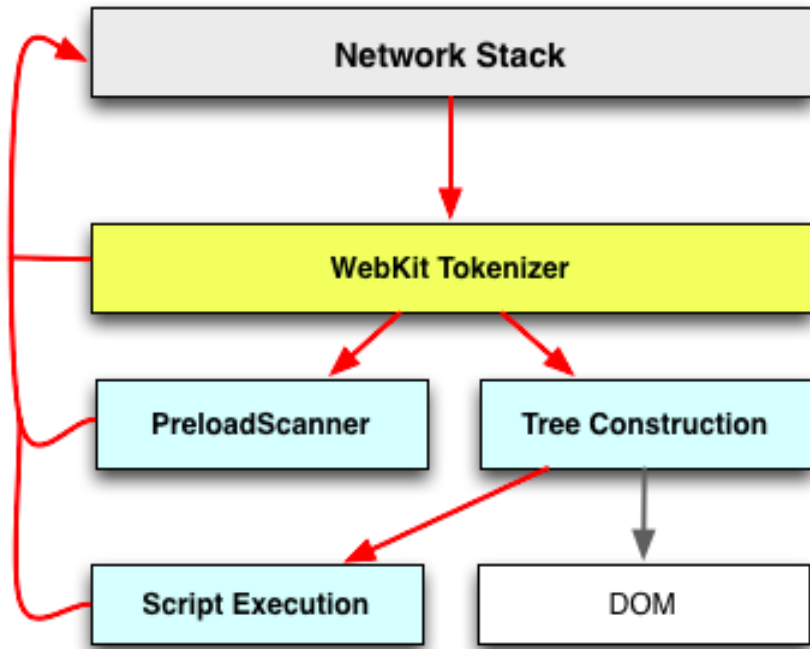 Network Stack
WebKit Tokenizer
PreloadScanner
Tree Construction
Script Execution
DOM